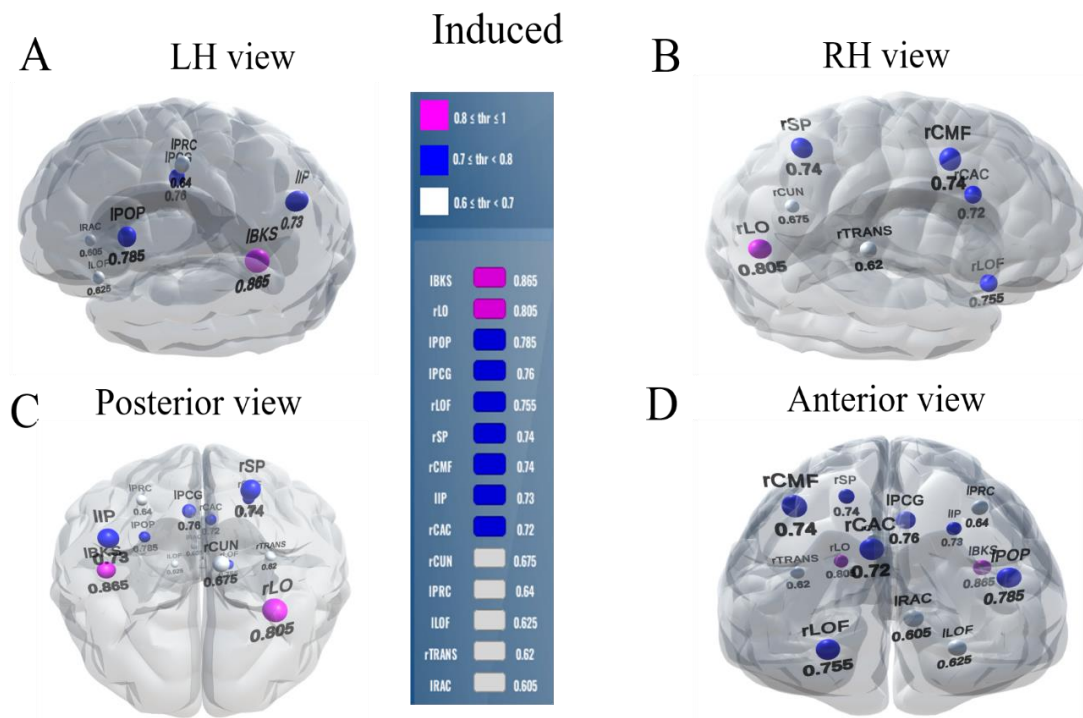 Induced
A
LH view
lPRC
lPCG
0.64
0.76
lIP
0.73
lPOP
0.785
lRAC
0.605
lLOF
0.625
lBKS
0.865
0.8 ≤ thr ≤ 1
0.7 ≤ thr < 0.8
0.6 ≤ thr < 0.7
lBKS 0.865
rLO 0.805
lPOP 0.785
lPCG 0.76
rLOF 0.755
rSP 0.74
rCMF 0.74
lIP 0.73
rCAC 0.72
rCUN 0.675
lPRC 0.64
lLOF 0.625
rTRANS 0.62
lRAC 0.605
B
RH view
rSP
0.74
rCMF
0.74
rCAC
0.72
rCUN
0.675
rLO
0.805
rTRANS
0.62
rLOF
0.755
C
Posterior view
rSP
0.74
lPRC
0.64
lPCG
0.76
rCAC
0.72
lIP
0.73
lPOP
0.785
lBKS
0.865
lLOF
0.625
rCUN
0.675
rTRANS
0.62
rLO
0.805
D
Anterior view
rCMF
0.74
rSP
0.74
lPCG
0.76
lPRC
0.64
rCAC
0.72
lIP
0.73
rTRANS
0.62
rLO
0.805
lBKS
0.865
lPOP
0.785
lRAC
0.605
rLOF
0.755
lLOF
0.625